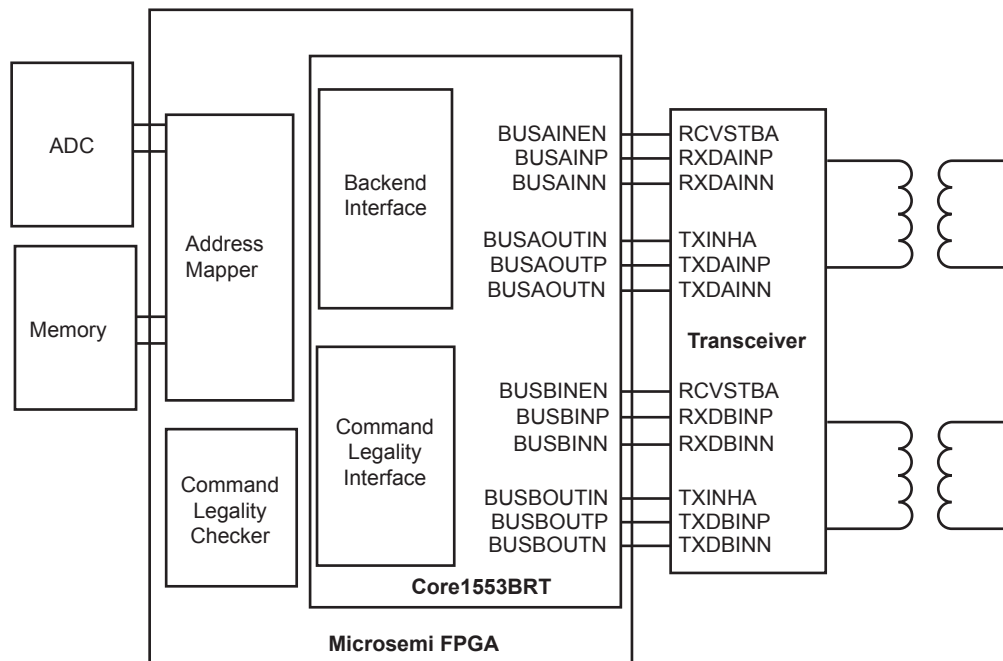 ADC
Memory
Address
Mapper
Command
Legality
Checker
Backend
Interface
Command
Legality
Interface
BUSAINEN
BUSAINP
BUSAINN
BUSAOUTIN
BUSAOUTP
BUSAOUTN
BUSBINEN
BUSBINP
BUSBINN
BUSBOUTIN
BUSBOUTP
BUSBOUTN
Core1553BRT
Microsemi FPGA
RCVSTBA
RXDAINP
RXDAINN
TXINHA
TXDAINP
TXDAINN
Transceiver
RCVSTBA
RXDBINP
RXDBINN
TXINHA
TXDBINP
TXDBINN